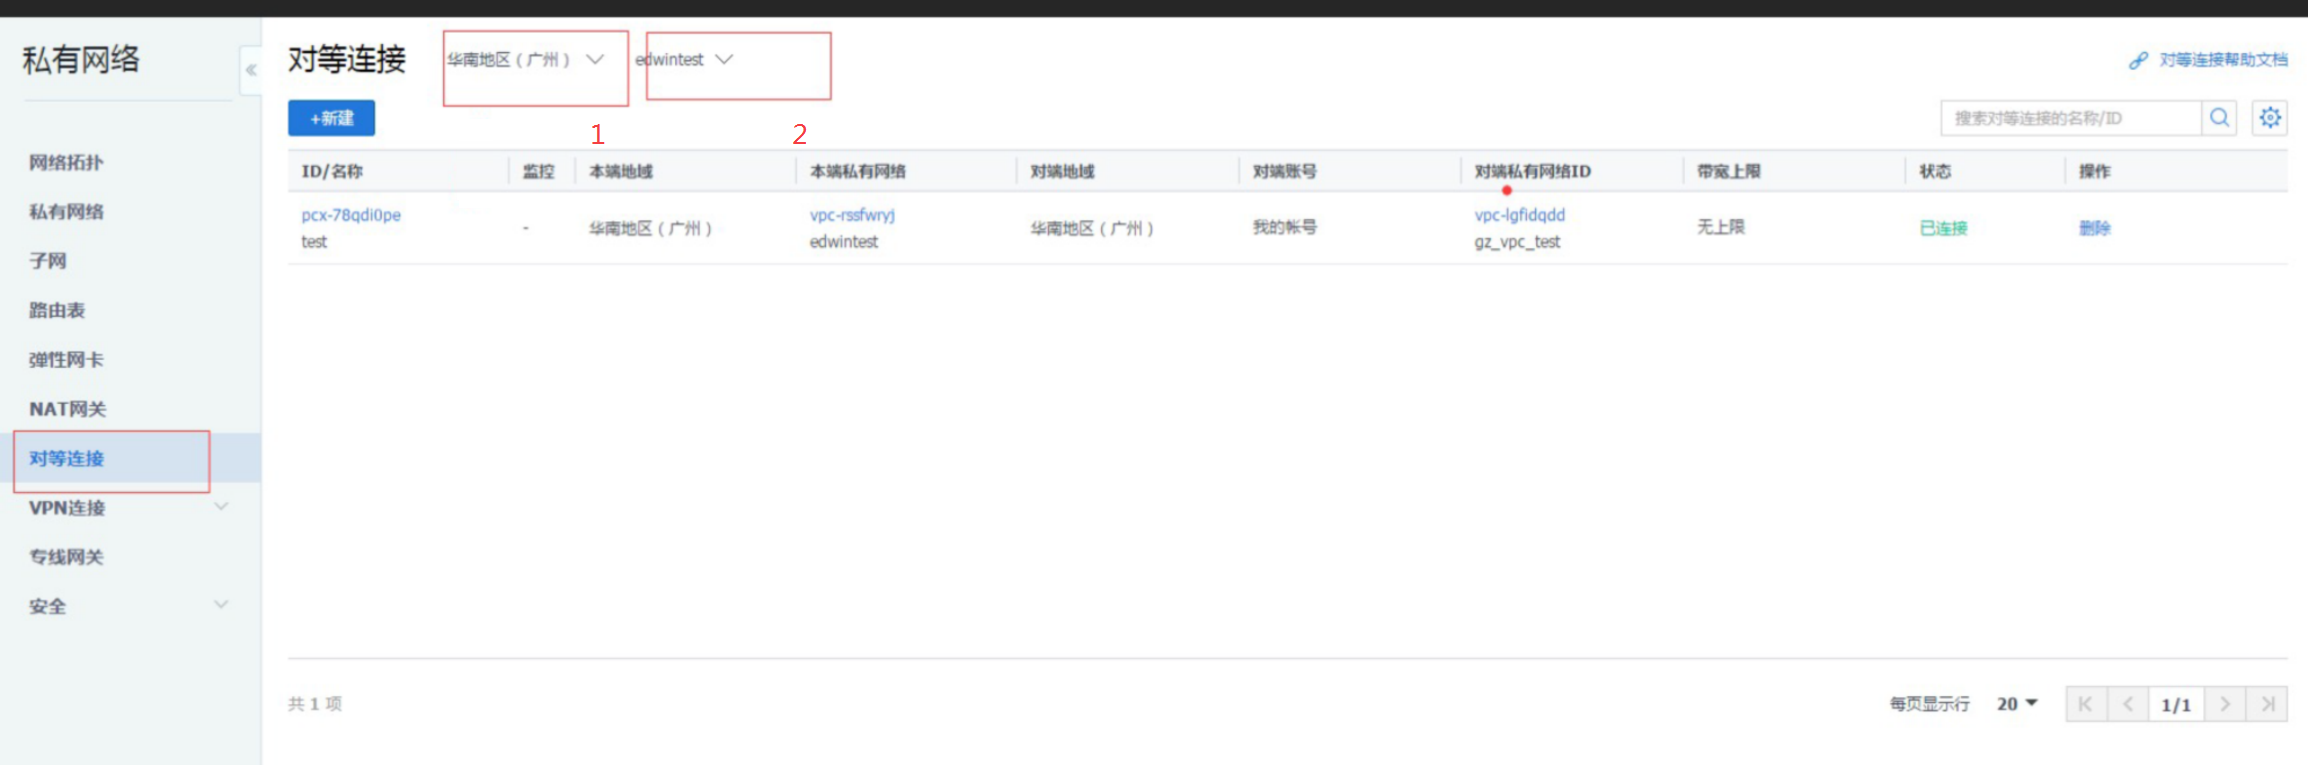 私有网络
«
对等连接
华南地区（广州）
edwintest
对等连接帮助文档
+新建
1
2
搜索对等连接的名称/ID
网络拓扑
私有网络
子网
路由表
弹性网卡
NAT网关
对等连接
VPN连接
专线网关
安全
ID/名称 监控 本端地域 本端私有网络 对端地域 对端账号 对端私有网络ID 带宽上限 状态 操作
pcx-78qdi0pe vpc-rssfwryj vpc-lgfidqdd
- 华南地区（广州） 华南地区（广州） 我的帐号 无上限 已连接 删除
test edwintest gz_vpc_test
共 1 项
每页显示行 20 1/1